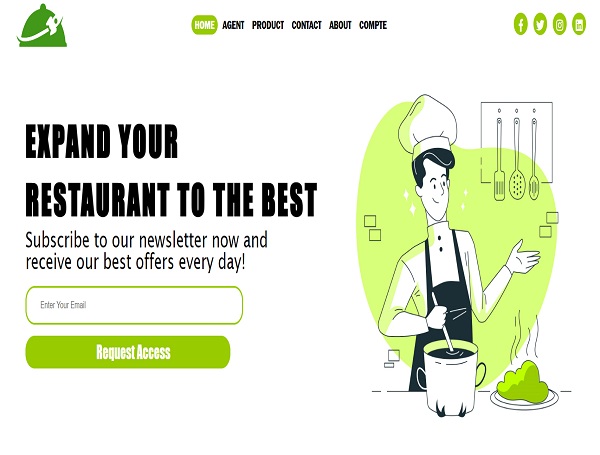 HOME AGENT PRODUCT CONTACT ABOUT COMPTE
EXPAND YOUR
RESTAURANT TO THE BEST
Subscribe to our newsletter now and
receive our best offers every day!
Enter Your Email
Request Access